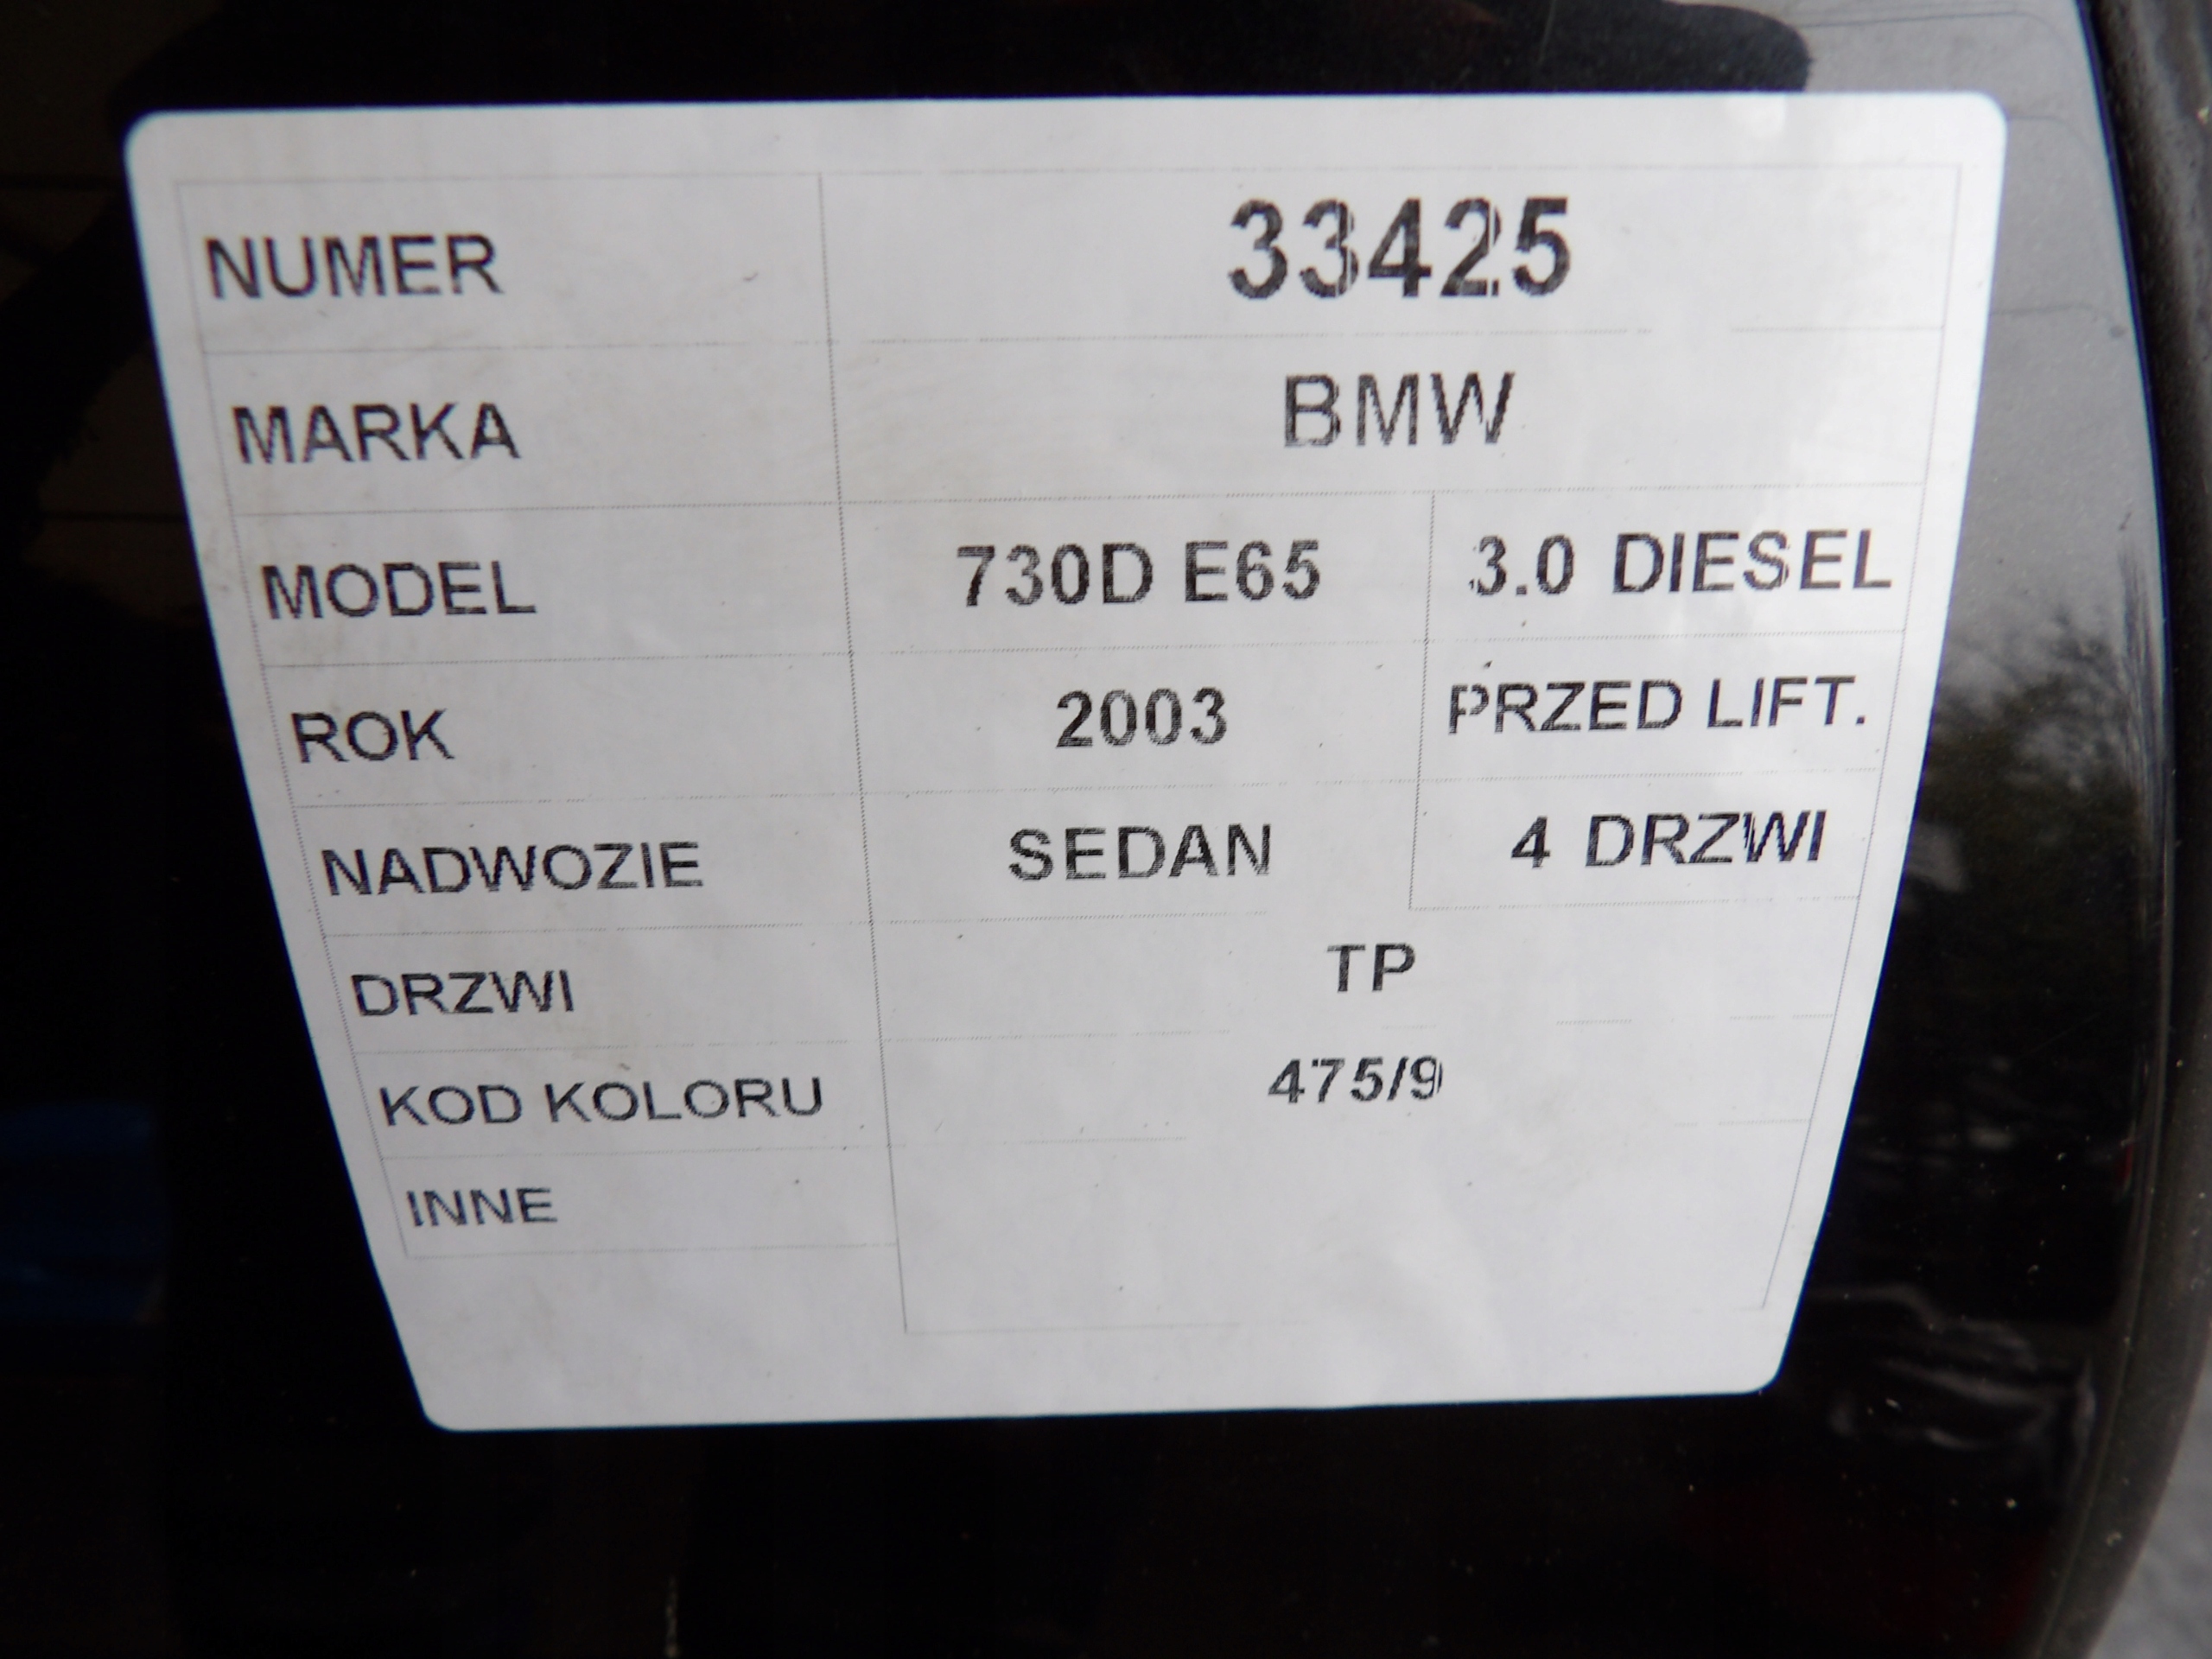 NUMER 33425
MARKA BMW
MODEL 730D E65 3.0 DIESEL
ROK 2003 PRZED LIFT.
NADWOZIE SEDAN 4 DRZWI
DRZWI TP
KOD KOLORU 475/9
INNE